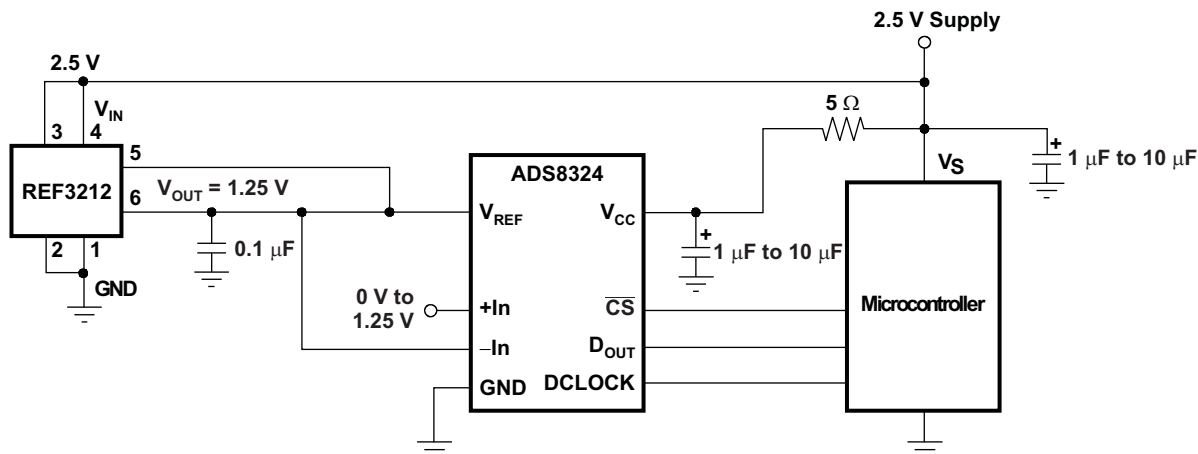 2.5 V Supply
2.5 V
V_IN
3 4
5 Ω
5
REF3212
V_OUT = 1.25 V
6
2 1
GND
0.1 μF
ADS8324
V_REF
V_CC
+
1 μF to 10 μF
0 V to
1.25 V
+In
–In
GND
C̅S̅
D_OUT
DCLOCK
V_S
+
1 μF to 10 μF
Microcontroller